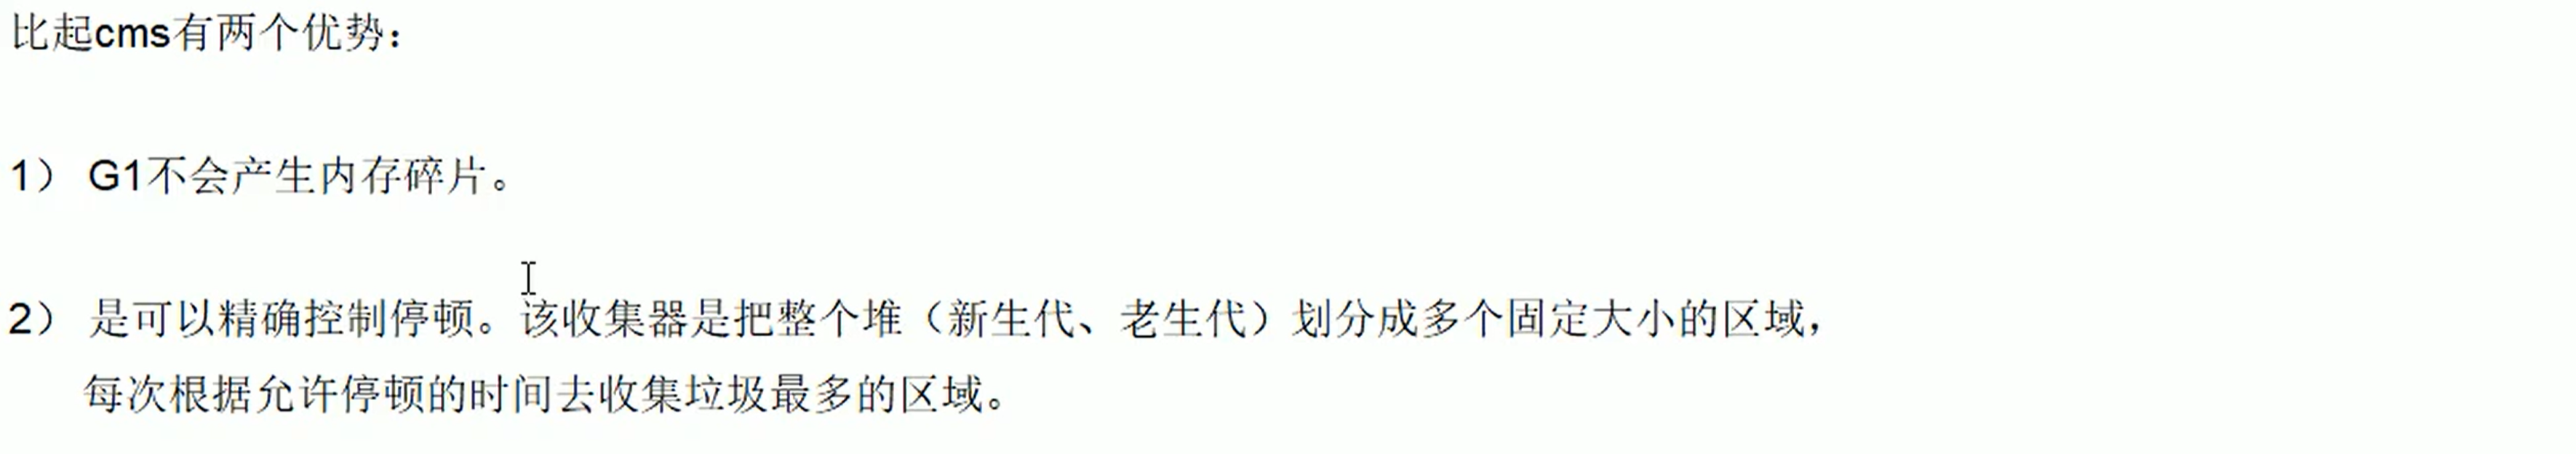 比起cms有两个优势：
1） G1不会产生内存碎片。
2） 是可以精确控制停顿。该收集器是把整个堆（新生代、老生代）划分成多个固定大小的区域，
每次根据允许停顿的时间去收集垃圾最多的区域。